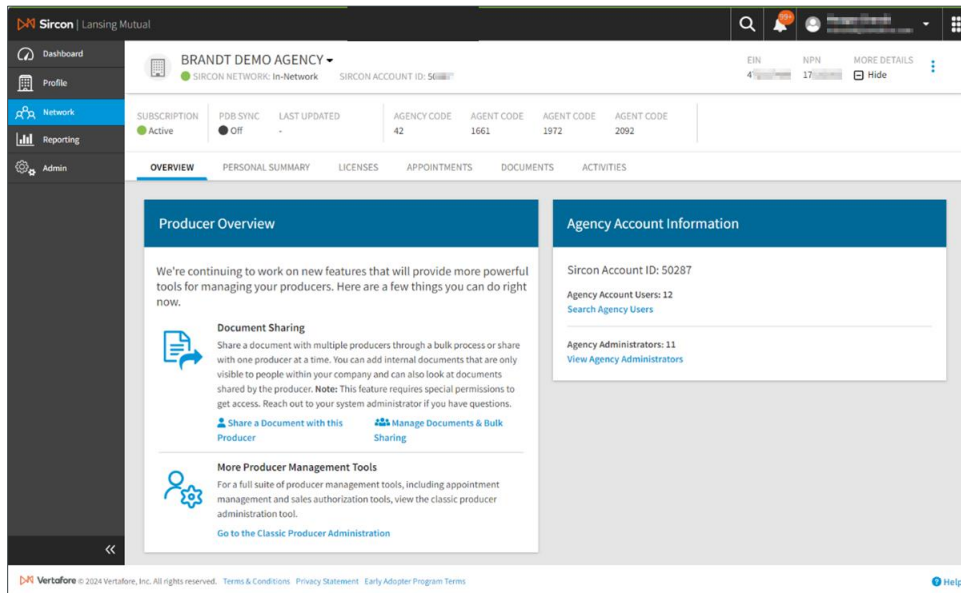 Sircon | Lansing Mutual
99+
Dashboard
Profile
Network
Reporting
Admin
BRANDT DEMO AGENCY
SIRCON NETWORK: In-Network SIRCON ACCOUNT ID:
EIN NPN MORE DETAILS
17 Hide
SUBSCRIPTION PDB SYNC LAST UPDATED AGENCY CODE AGENT CODE AGENT CODE AGENT CODE
Active Off - 42 1661 1972 2092
OVERVIEW PERSONAL SUMMARY LICENSES APPOINTMENTS DOCUMENTS ACTIVITIES
Producer Overview
We're continuing to work on new features that will provide more powerful
tools for managing your producers. Here are a few things you can do right
now.
Document Sharing
Share a document with multiple producers through a bulk process or share
with one producer at a time. You can add internal documents that are only
visible to people within your company and can also look at documents
shared by the producer. Note: This feature requires special permissions to
get access. Reach out to your system administrator if you have questions.
Share a Document with this
Producer
Manage Documents & Bulk
Sharing
More Producer Management Tools
For a full suite of producer management tools, including appointment
management and sales authorization tools, view the classic producer
administration tool.
Go to the Classic Producer Administration
Agency Account Information
Sircon Account ID: 50287
Agency Account Users: 12
Search Agency Users
Agency Administrators: 11
View Agency Administrators
Vertafore © 2024 Vertafore, Inc. All rights reserved. Terms & Conditions Privacy Statement Early Adopter Program Terms
Help